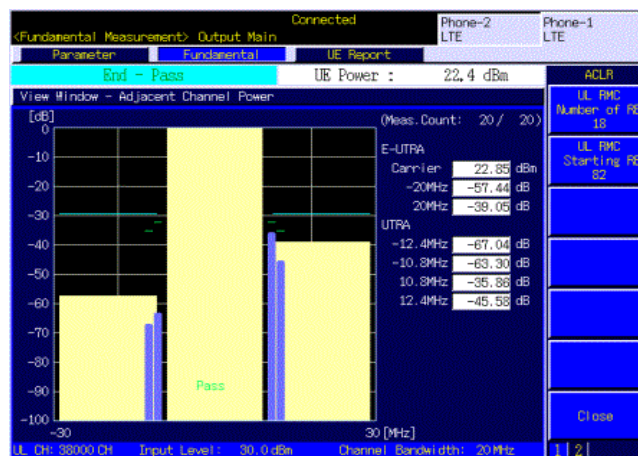 Connected
Phone-2
LTE
Phone-1
LTE
<Fundamental Measurement> Output Main
Parameter
Fundamental
UE Report
End - Pass
UE Power :
22.4 dBm
ACLR
View Window - Adjacent Channel Power
UL RMC
Number of RB
18
UL RMC
Starting RB
82
Close
1 2
[dB]
(Meas.Count: 20/ 20)
0
-10
-20
-30
-40
-50
-60
-70
-80
-90
-100
Pass
-30
30 [MHz]
E-UTRA
Carrier 22.85 dBm
-20MHz -57.44 dB
20MHz -39.05 dB
UTRA
-12.4MHz -67.04 dB
-10.8MHz -63.30 dB
10.8MHz -35.86 dB
12.4MHz -45.58 dB
UL CH: 38000 CH Input Level: 30.0 dBm Channel Bandwidth: 20 MHz